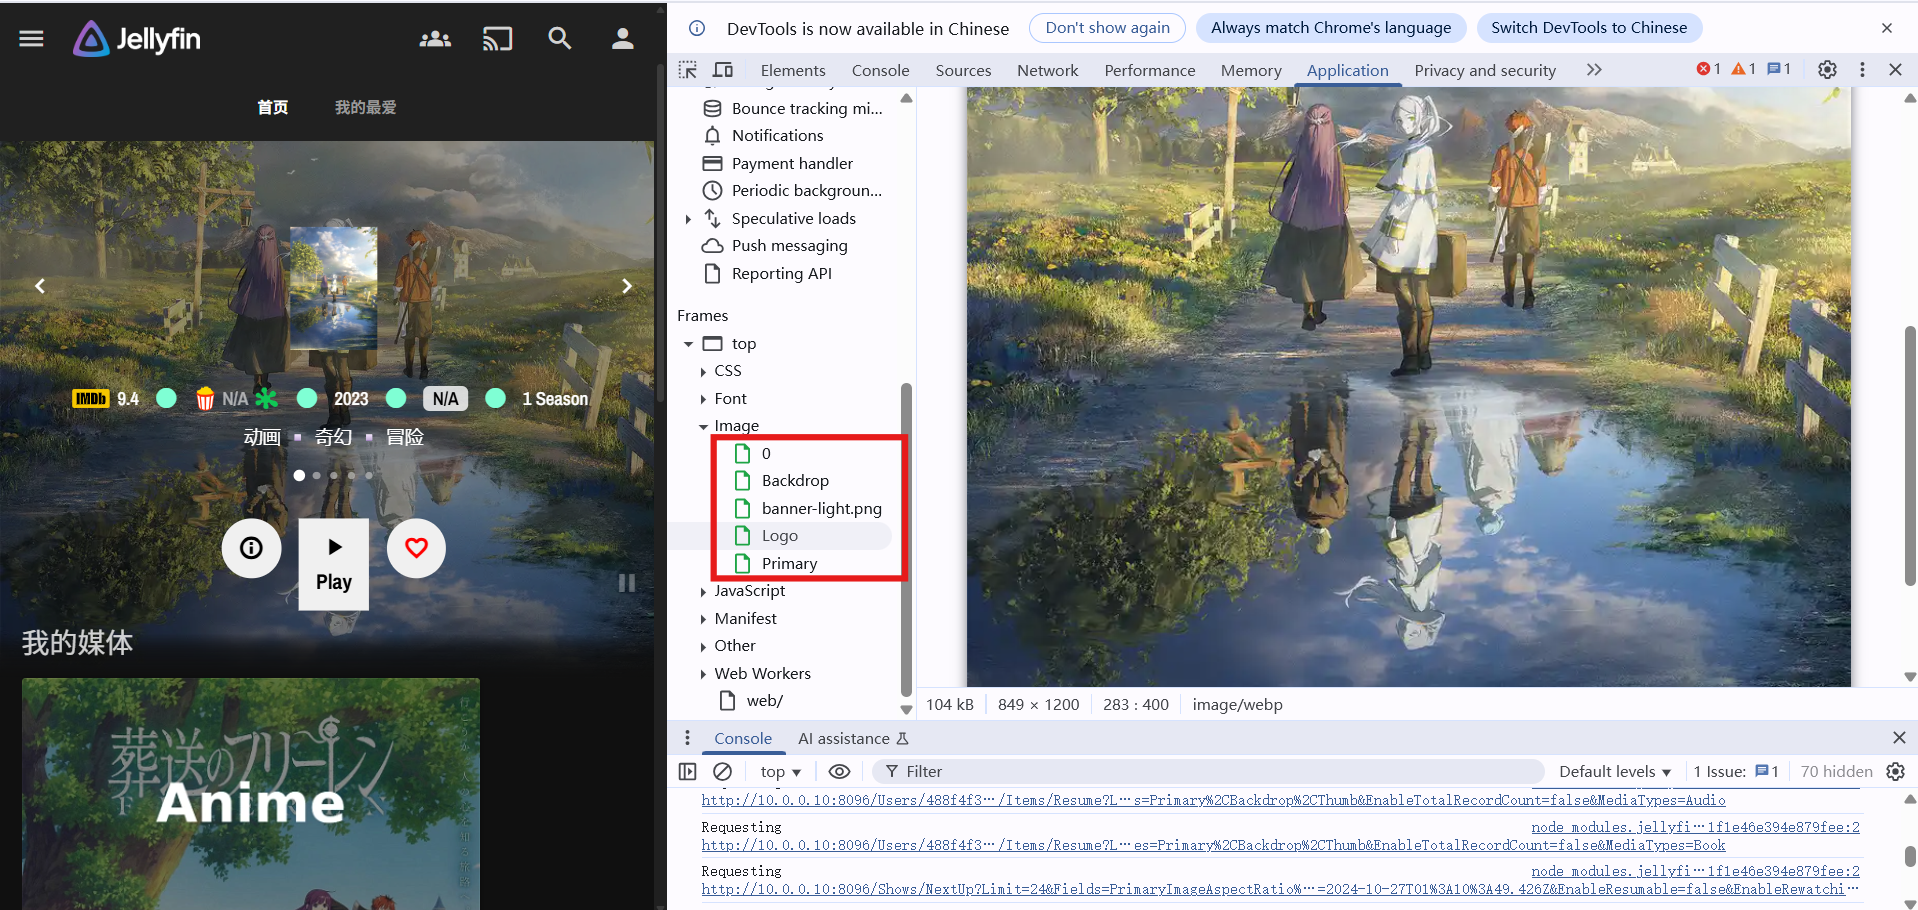 Jellyfin
首页
我的最爱
IMDb 9.4
N/A
2023
N/A
1 Season
动画
奇幻
冒险
Play
我的媒体
葬送のフリーレン
Anime
DevTools is now available in Chinese
Don't show again
Always match Chrome's language
Switch DevTools to Chinese
Elements
Console
Sources
Network
Performance
Memory
Application
Privacy and security
1
1
1
Bounce tracking mi...
Notifications
Payment handler
Periodic backgroun...
Speculative loads
Push messaging
Reporting API
Frames
top
CSS
Font
Image
0
Backdrop
banner-light.png
Logo
Primary
JavaScript
Manifest
Other
Web Workers
web/
104 kB
849 × 1200
283 : 400
image/webp
Console
AI assistance
top
Filter
Default levels
1 Issue: 1
70 hidden
http://10.0.0.10:8096/Users/488f4f3…/Items/Resume?L…s=Primary%2CBackdrop%2CThumb&EnableTotalRecordCount=false&MediaTypes=Audio
Requesting
node_modules.jellyfi…1f1e46e394e879fee:2
http://10.0.0.10:8096/Users/488f4f3…/Items/Resume?L…es=Primary%2CBackdrop%2CThumb&EnableTotalRecordCount=false&MediaTypes=Book
Requesting
node_modules.jellyfi…1f1e46e394e879fee:2
http://10.0.0.10:8096/Shows/NextUp?Limit=24&Fields=PrimaryImageAspectRatio%…=2024-10-27T01%3A10%3A49.426Z&EnableResumable=false&EnableRewatchi…